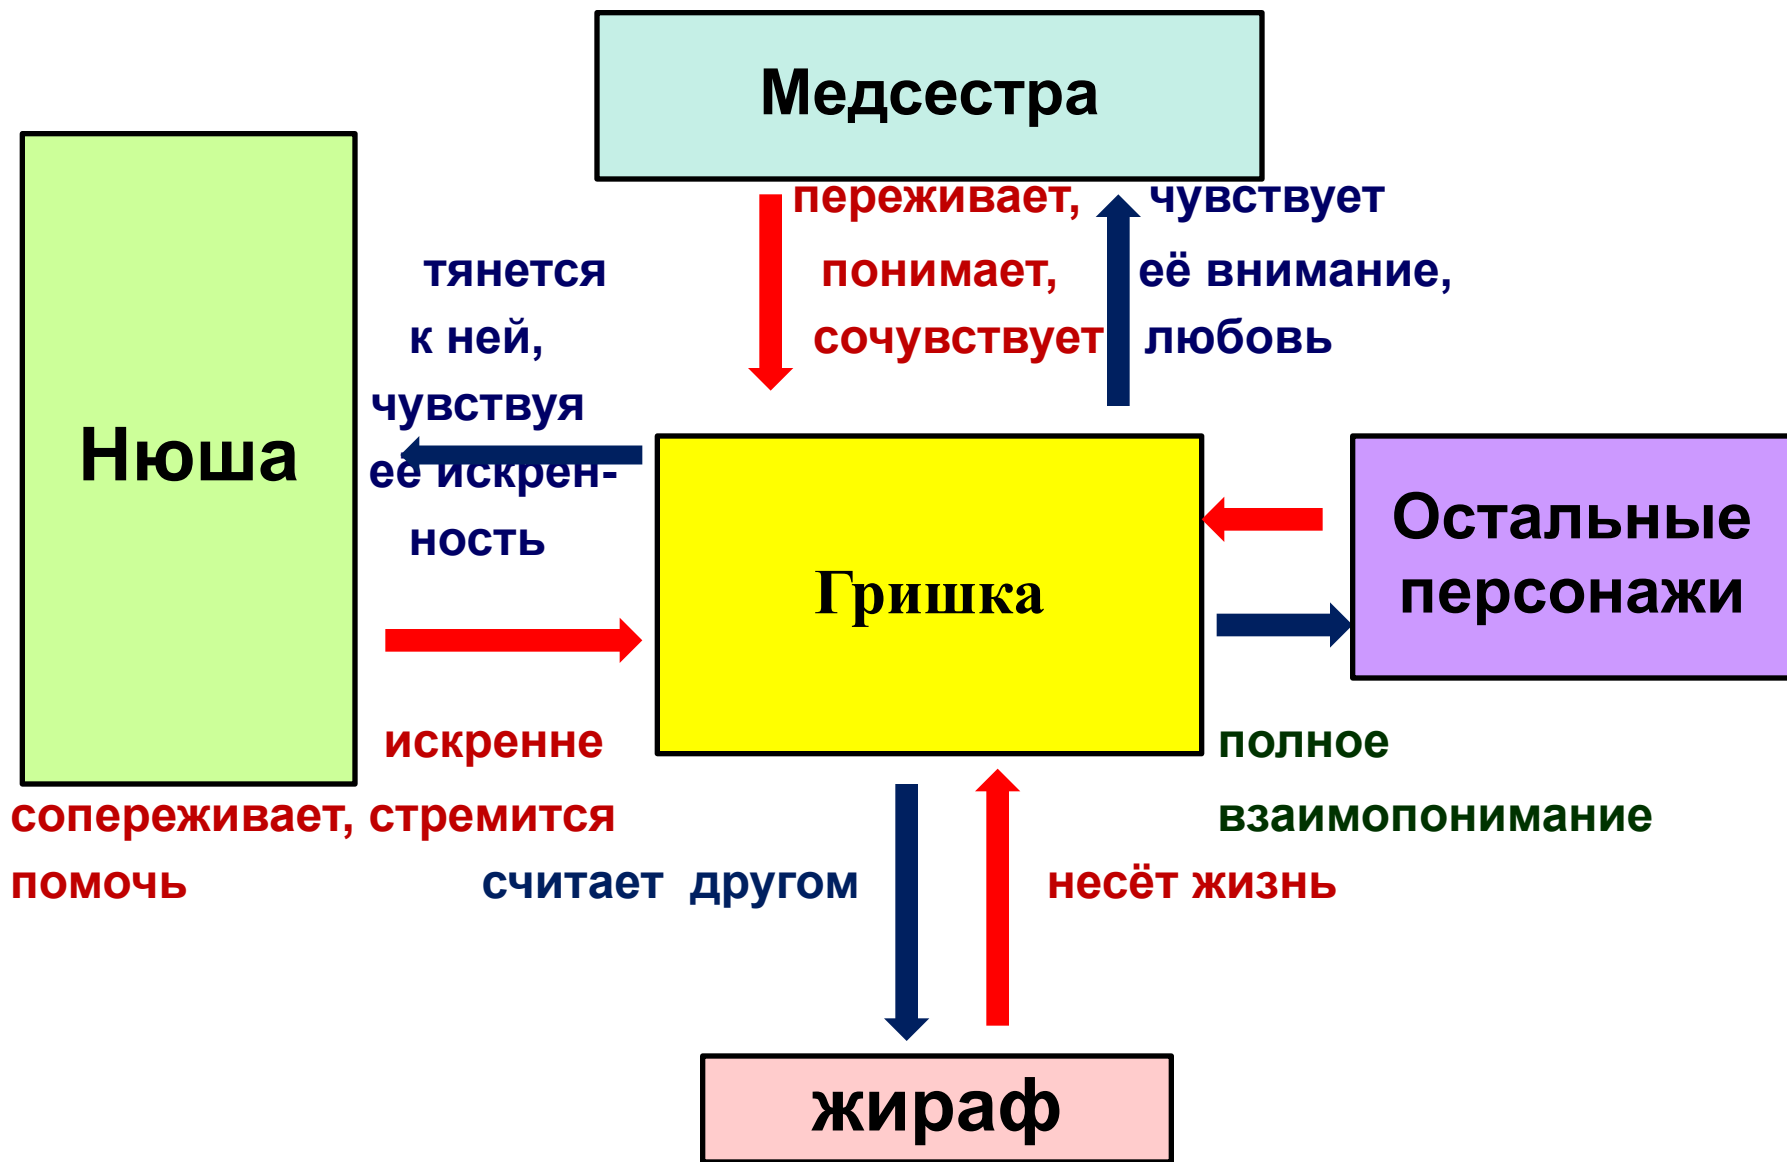 Медсестра
переживает,
понимает,
сочувствует
чувствует
её внимание,
любовь
тянется
к ней,
чувствуя
её искрен-
ность
Нюша
Гришка
Остальные
персонажи
искренне
сопереживает, стремится
помочь
полное
взаимопонимание
считает другом
несёт жизнь
жираф